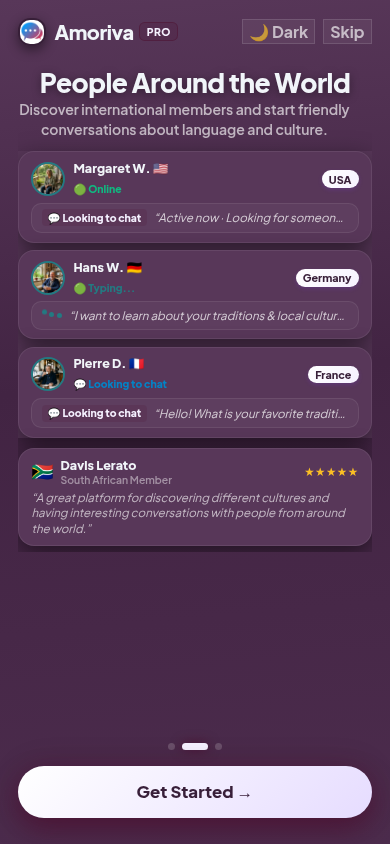 Amoriva PRO
🌙 Dark
Skip
People Around the World
Discover international members and start friendly
conversations about language and culture.
Margaret W. 🇺🇸
🟢 Online
USA
💬 Looking to chat "Active now · Looking for someon...
Hans W. 🇩🇪
🟢 Typing...
Germany
"I want to learn about your traditions & local cultur...
Pierre D. 🇫🇷
💬 Looking to chat
France
💬 Looking to chat "Hello! What is your favorite traditi...
🇿🇦 Davis Lerato
South African Member
★★★★★
"A great platform for discovering different cultures and
having interesting conversations with people from around
the world."
Get Started →